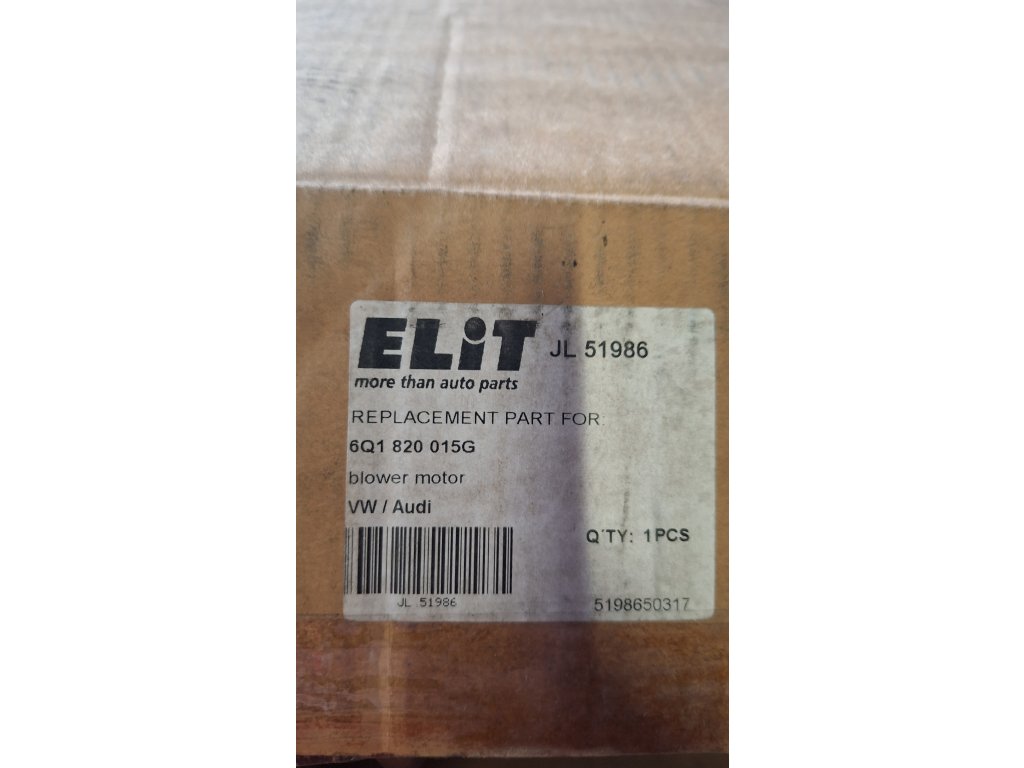 ELiT JL 51986
more than auto parts
REPLACEMENT PART FOR:
6Q1 820 015G
blower motor
VW / Audi
Q'TY: 1PCS
JL 51986
5198650317